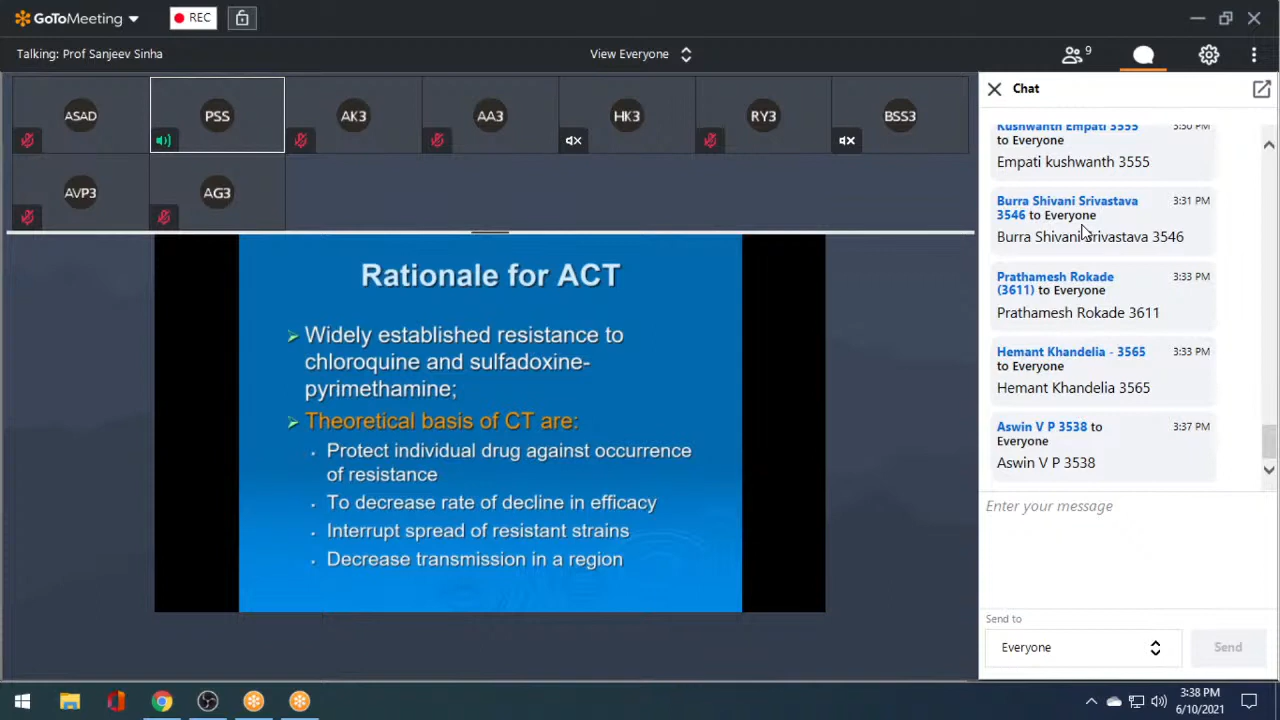 GoToMeeting
REC
Talking: Prof Sanjeev Sinha
View Everyone
9
ASAD
PSS
AK3
AA3
HK3
RY3
BSS3
AVP3
AG3
Rationale for ACT
Widely established resistance to
chloroquine and sulfadoxine-
pyrimethamine;
Theoretical basis of CT are:
Protect individual drug against occurrence
of resistance
To decrease rate of decline in efficacy
Interrupt spread of resistant strains
Decrease transmission in a region
Chat
Kushwanth Empati 3555 3:30 PM
to Everyone
Empati kushwanth 3555
Burra Shivani Srivastava 3:31 PM
3546 to Everyone
Burra Shivani Srivastava 3546
Prathamesh Rokade 3:33 PM
(3611) to Everyone
Prathamesh Rokade 3611
Hemant Khandelia - 3565 3:33 PM
to Everyone
Hemant Khandelia 3565
Aswin V P 3538 to 3:37 PM
Everyone
Aswin V P 3538
Enter your message
Send to
Everyone
Send
3:38 PM
6/10/2021